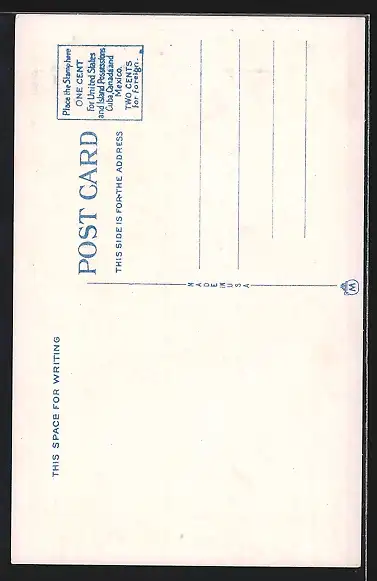 THIS SPACE FOR WRITING
POST CARD
THIS SIDE IS FOR THE ADDRESS
Place the Stamp here
ONE CENT
for United States
and Island Possessions
Cuba, Canada and
Mexico.
TWO CENTS
for foreign.
MADE IN USA
W